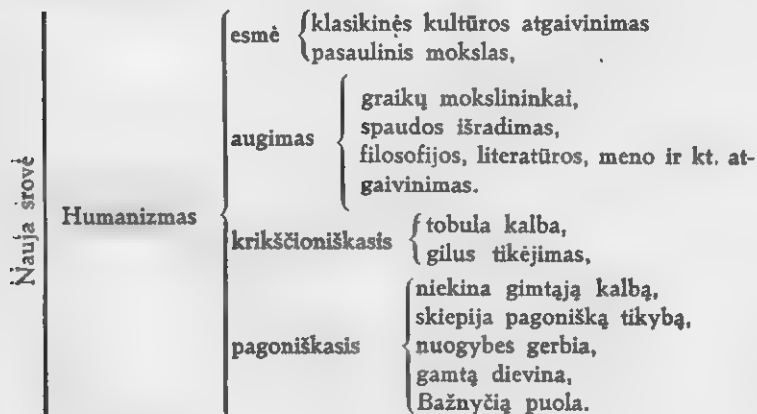 Nauja srovė
Humanizmas
esmė
klasikinės kultūros atgaivinimas
pasaulinis mokslas,
augimas
graikų mokslininkai,
spaudos išradimas,
filosofijos, literatūros, meno ir kt. at-
gaivinimas.
krikščioniškasis
tobula kalba,
gilus tikėjimas,
pagoniškasis
niekina gimtąją kalbą,
skiepija pagonišką tikybą,
nuogybes gerbia,
gamtą dievina,
Bažnyčią puola.